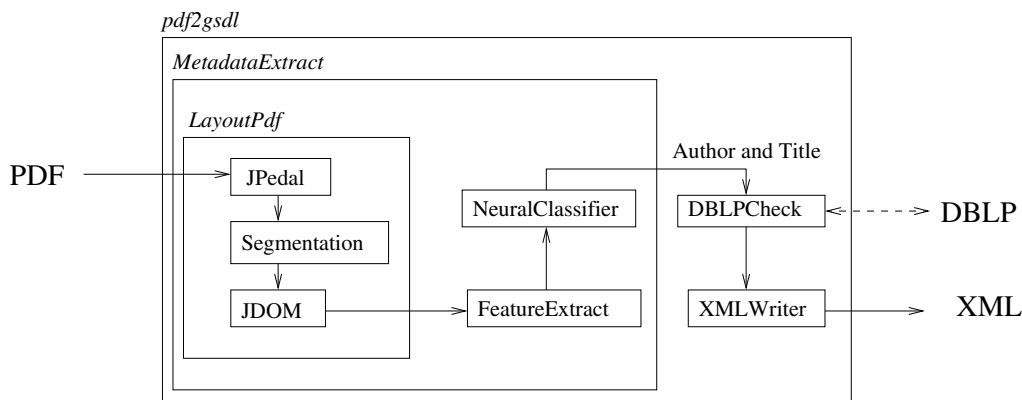 pdf2gsdl
MetadataExtract
LayoutPdf
Author and Title
PDF
JPedal
NeuralClassifier
DBLPCheck
DBLP
Segmentation
JDOM
FeatureExtract
XMLWriter
XML